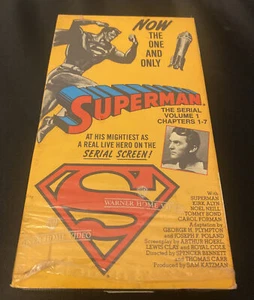 NOW
THE
ONE
AND
ONLY
SUPERMAN
THE SERIAL
VOLUME 1
CHAPTERS 1-7
AT HIS MIGHTIEST AS
A REAL LIVE HERO ON THE
SERIAL SCREEN!
S
WARNER HOME
VIDEO
With
SUPERMAN
KIRK ALYN
NOEL NEILL
TOMMY BOND
CAROL FORMAN
Adaptation by
GEORGE H. PLYMPTON
and JOSEPH F. POLAND
Screenplay by ARTHUR HOERL,
LEWIS CLAY and ROYAL COLE
Directed by SPENCER BENNETT
and THOMAS CARR
Produced by SAM KATZMAN